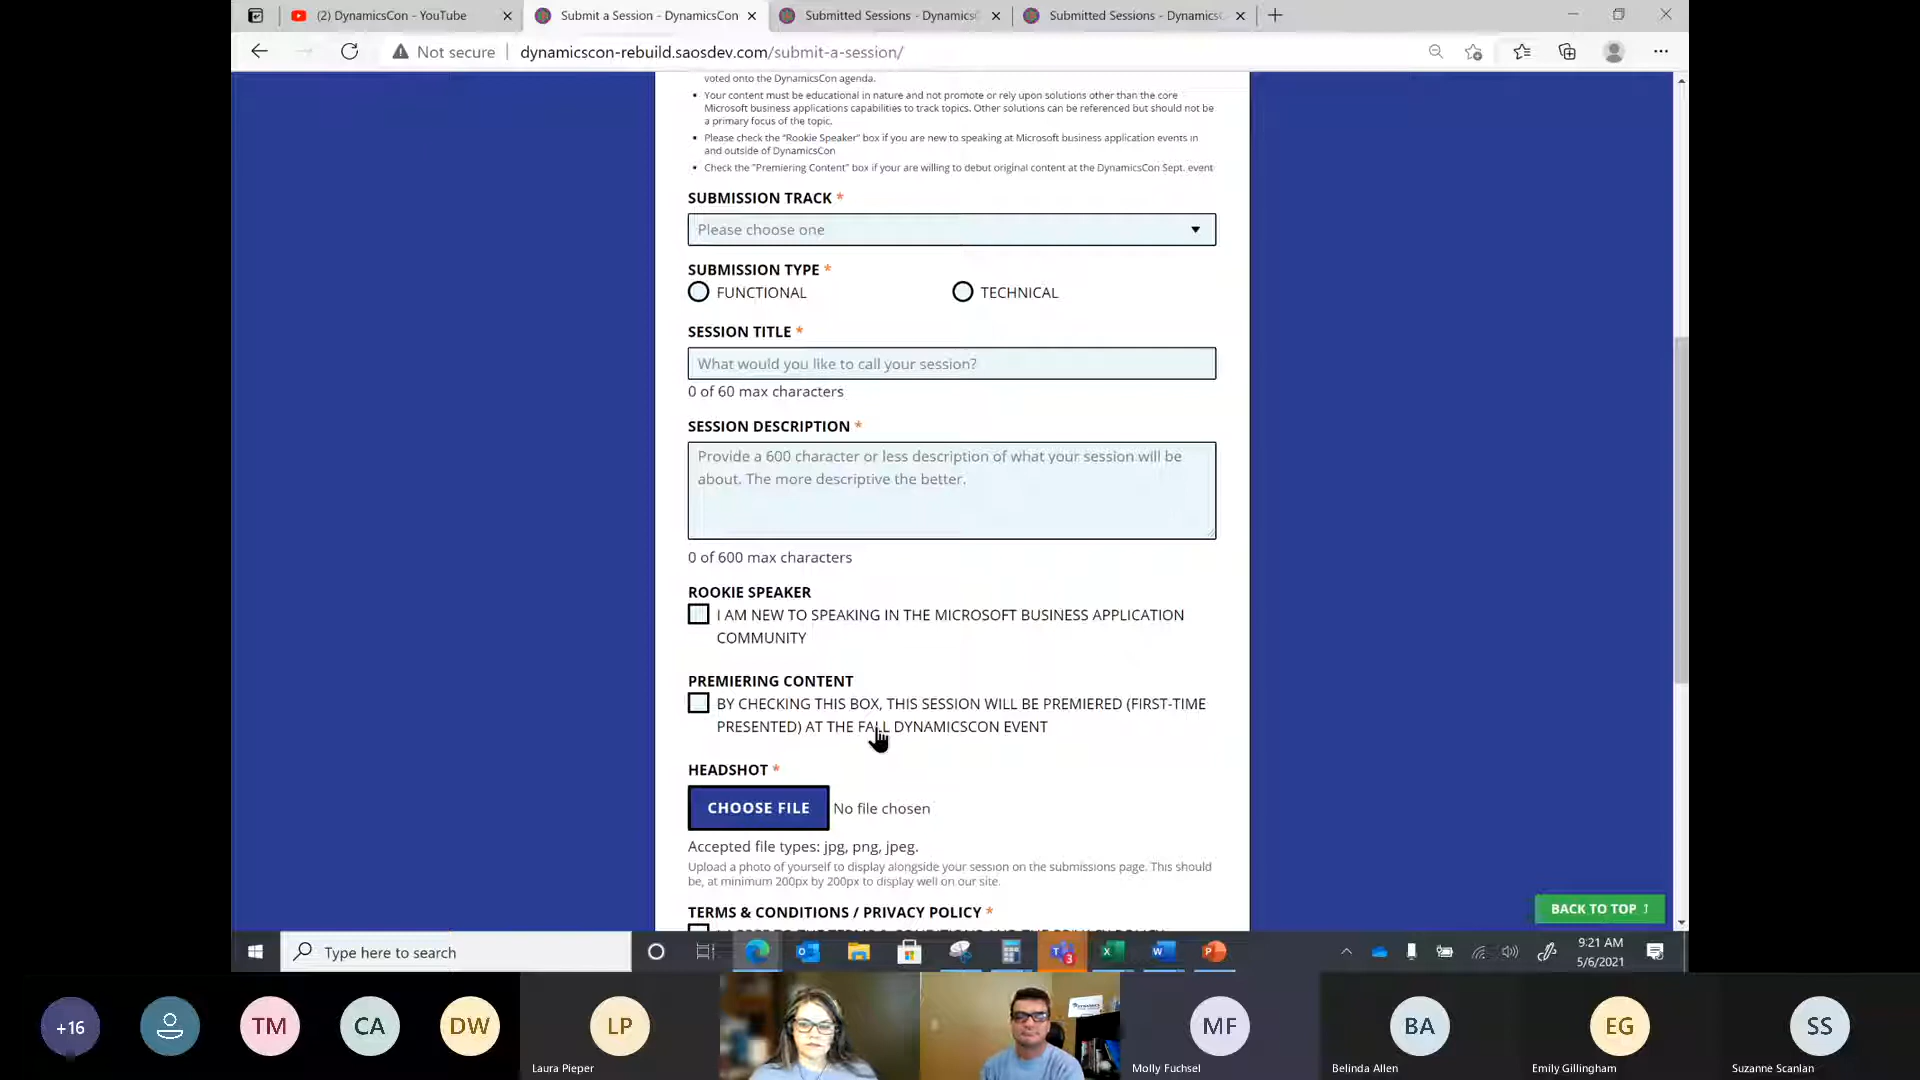 (2) DynamicsCon - YouTube
Submit a Session - DynamicsCon
Submitted Sessions - Dynamics
Submitted Sessions - Dynamics
Not secure
dynamicscon-rebuild.saosdev.com/submit-a-session/
voted onto the DynamicsCon agenda.
Your content must be educational in nature and not promote or rely upon solutions other than the core
Microsoft business applications capabilities to track topics. Other solutions can be referenced but should not be
a primary focus of the topic.
Please check the "Rookie Speaker" box if you are new to speaking at Microsoft business application events in
and outside of DynamicsCon
Check the "Premiering Content" box if your are willing to debut original content at the DynamicsCon Sept. event
SUBMISSION TRACK *
Please choose one
SUBMISSION TYPE *
FUNCTIONAL
TECHNICAL
SESSION TITLE *
What would you like to call your session?
0 of 60 max characters
SESSION DESCRIPTION *
Provide a 600 character or less description of what your session will be
about. The more descriptive the better.
0 of 600 max characters
ROOKIE SPEAKER
I AM NEW TO SPEAKING IN THE MICROSOFT BUSINESS APPLICATION
COMMUNITY
PREMIERING CONTENT
BY CHECKING THIS BOX, THIS SESSION WILL BE PREMIERED (FIRST-TIME
PRESENTED) AT THE FALL DYNAMICSCON EVENT
HEADSHOT *
CHOOSE FILE No file chosen
Accepted file types: jpg, png, jpeg.
Upload a photo of yourself to display alongside your session on the submissions page. This should
be, at minimum 200px by 200px to display well on our site.
BACK TO TOP
TERMS & CONDITIONS / PRIVACY POLICY *
Type here to search
3
9:21 AM
5/6/2021
+16
TM
CA
DW
LP
MF
BA
EG
SS
Laura Pieper
Molly Fuchsel
Belinda Allen
Emily Gillingham
Suzanne Scanlan